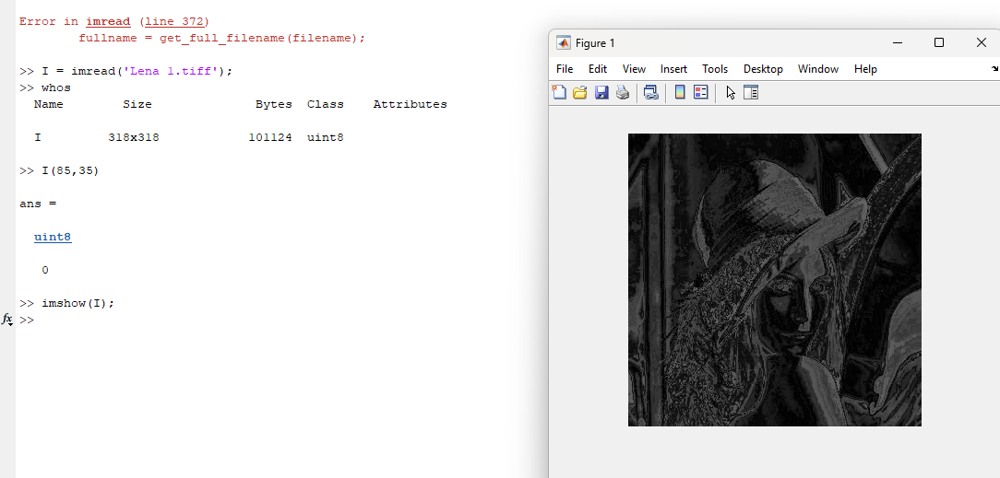 Error in imread (line 372)
fullname = get_full_filename(filename);
>> I = imread('Lena 1.tiff');
>> whos
Name Size Bytes Class Attributes
I 318x318 101124 uint8
>> I(85,35)
ans =
uint8
0
>> imshow(I);
fx >>
Figure 1
File Edit View Insert Tools Desktop Window Help